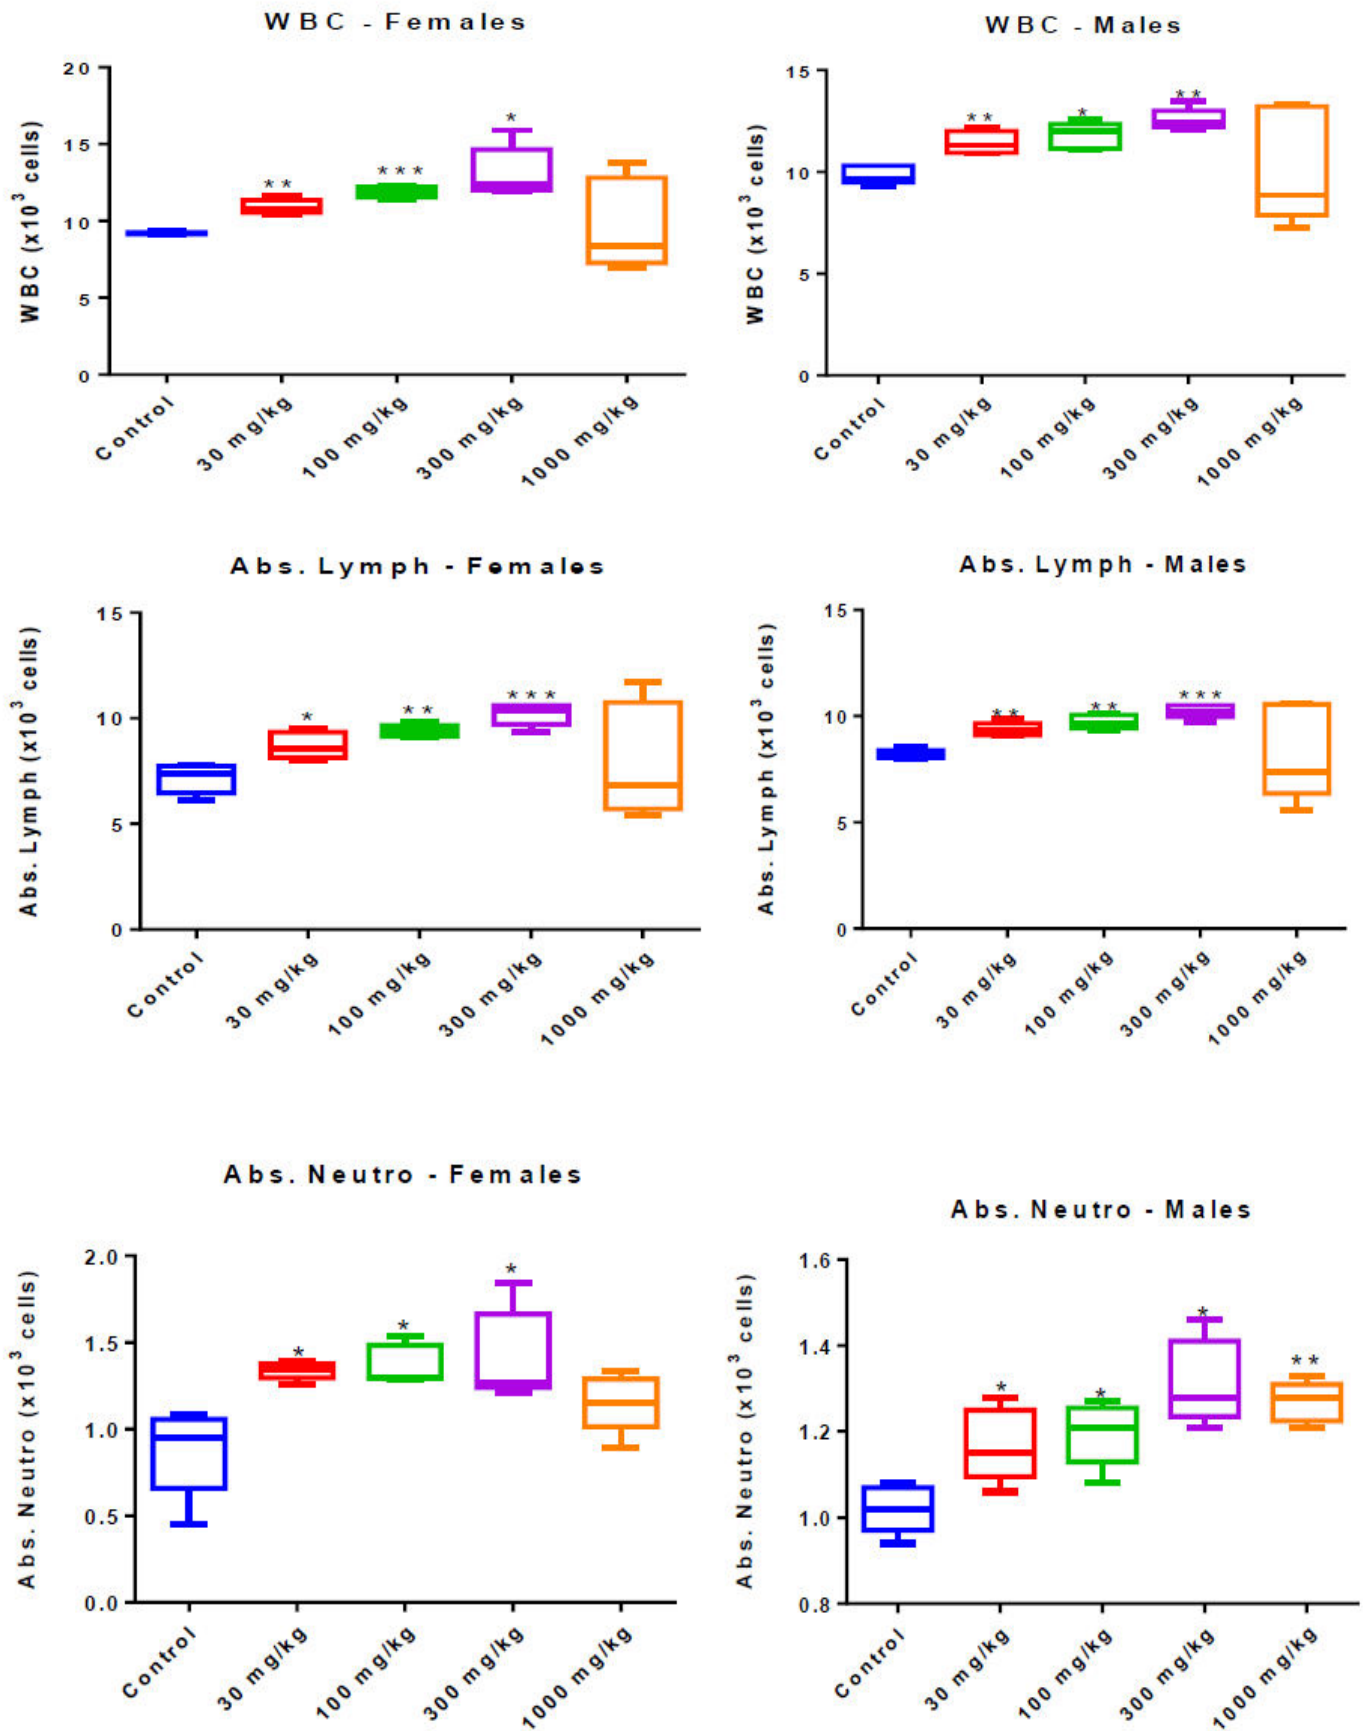 WBC - Females
WBC (x10³ cells)
20
15
10
5
0
*
**
***
Control
30 mg/kg
100 mg/kg
300 mg/kg
1000 mg/kg
WBC - Males
WBC (x10³ cells)
15
10
5
0
**
*
**
Control
30 mg/kg
100 mg/kg
300 mg/kg
1000 mg/kg
Abs. Lymph - Females
Abs. Lymph (x10³ cells)
15
10
5
0
*
**
***
Control
30 mg/kg
100 mg/kg
300 mg/kg
1000 mg/kg
Abs. Lymph - Males
Abs. Lymph (x10³ cells)
15
10
5
0
**
**
***
Control
30 mg/kg
100 mg/kg
300 mg/kg
1000 mg/kg
Abs. Neutro - Females
Abs. Neutro (x10³ cells)
2.0
1.5
1.0
0.5
0.0
*
*
*
Control
30 mg/kg
100 mg/kg
300 mg/kg
1000 mg/kg
Abs. Neutro - Males
Abs. Neutro (x10³ cells)
1.6
1.4
1.2
1.0
0.8
*
*
*
**
Control
30 mg/kg
100 mg/kg
300 mg/kg
1000 mg/kg